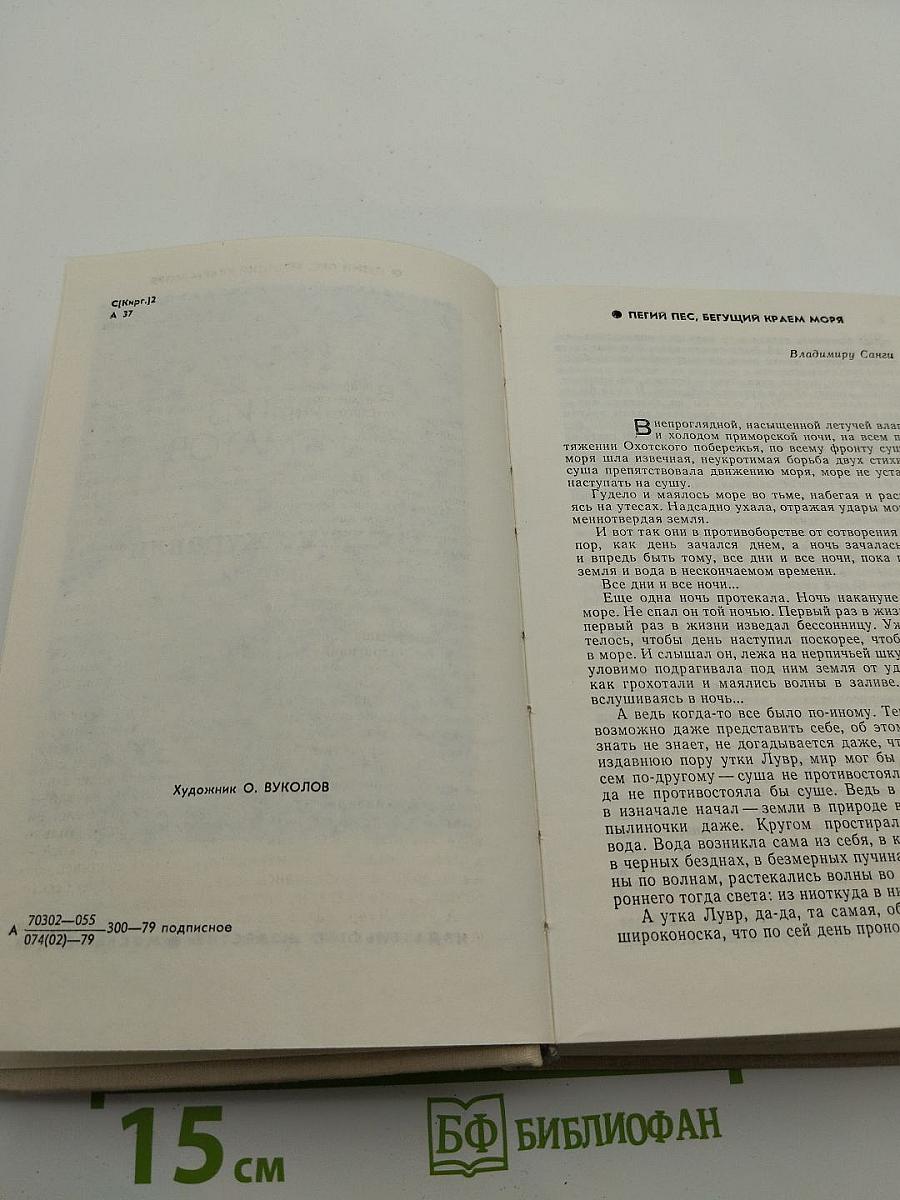 С(Кирг.)2
А 37
Художник О. ВУКОЛОВ
А 70302—055
074(02)—79
300—79 подписное
ПЕГИЙ ПЕС, БЕГУЩИЙ КРАЕМ МОРЯ
Владимиру Санги
В непроглядной, насыщенной летучей влаг
и холодом приморской ночи, на всем п
тяжении Охотского побережья, по всему фронту суш
моря шла извечная, неукротимая борьба двух стихи
суша препятствовала движению моря, море не уста
наступать на сушу.
Гудело и маялось море во тьме, набегая и рас
ясь на утесах. Надсадно ухала, отражая удары мо
меннотвердая земля.
И вот так они в противоборстве от сотворения
пор, как день зачался днем, а ночь зачалась
и впредь быть тому, все дни и все ночи, пока
земля и вода в нескончаемом времени.
Все дни и все ночи...
Еще одна ночь протекала. Ночь накануне
море. Не спал он той ночью. Первый раз в жиз
первый раз в жизни изведал бессонницу. Уж
телось, чтобы день наступил поскорее, чтоб
в море. И слышал он, лежа на нерпичьей шку
уловимо подрагивала под ним земля от уд
как грохотали и маялись волны в заливе.
вслушиваясь в ночь...
А ведь когда-то все было по-иному. Те
возможно даже представить себе, об этом
знать не знает, не догадывается даже, чт
издавнюю пору утки Лувр, мир мог бы
сем по-другому — суша не противостоял
да не противостояла бы суше. Ведь в
в изначале начал — земли в природе в
пылиночки даже. Кругом простирал
вода. Вода возникла сама из себя, в к
в черных безднах, в безмерных пучина
ны по волнам, растекались волны во
роннего тогда света: из ниоткуда в ни
А утка Лувр, да-да, та самая, об
широконоска, что по сей день проно
15 см
БФ БИБЛИОФАН